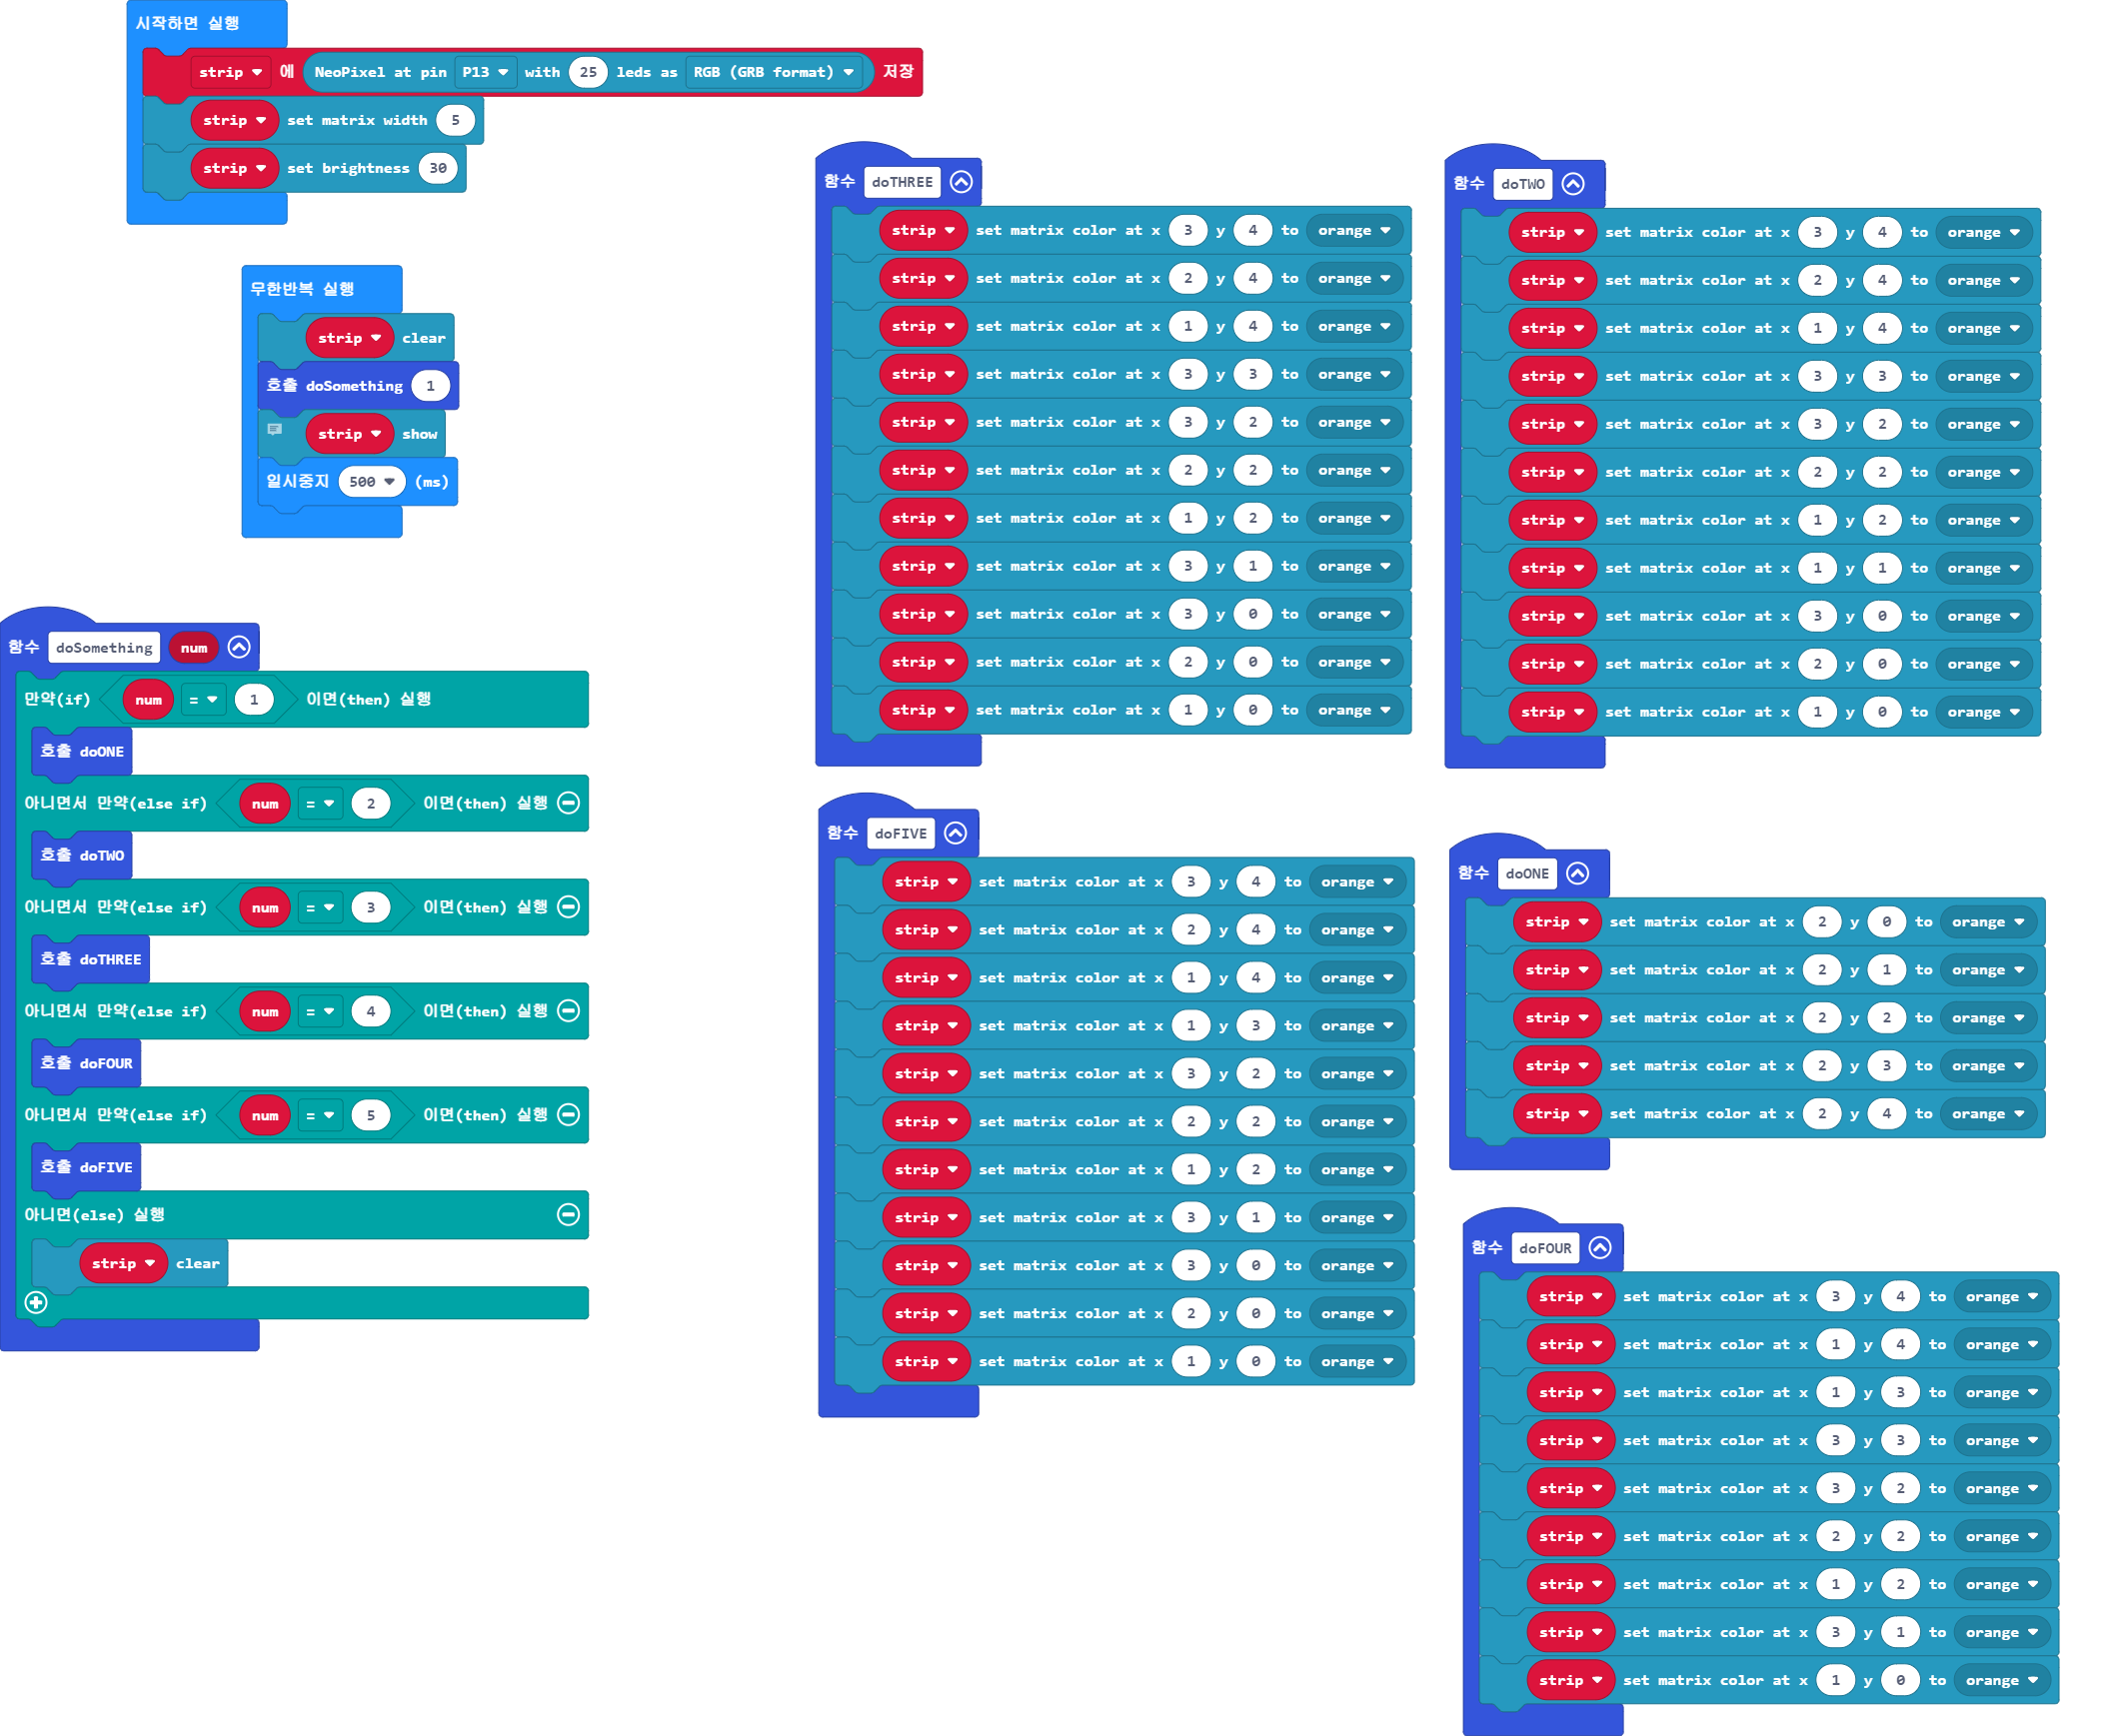 시작하면 실행
strip 에 NeoPixel at pin P13 with 25 leds as RGB (GRB format) 저장
strip set matrix width 5
strip set brightness 30
무한반복 실행
strip clear
호출 doSomething 1
strip show
일시중지 500 (ms)
함수 doSomething num
만약(if) num = 1 이면(then) 실행
호출 doONE
아니면서 만약(else if) num = 2 이면(then) 실행
호출 doTWO
아니면서 만약(else if) num = 3 이면(then) 실행
호출 doTHREE
아니면서 만약(else if) num = 4 이면(then) 실행
호출 doFOUR
아니면서 만약(else if) num = 5 이면(then) 실행
호출 doFIVE
아니면(else) 실행
strip clear
함수 doTHREE
strip set matrix color at x 3 y 4 to orange
strip set matrix color at x 2 y 4 to orange
strip set matrix color at x 1 y 4 to orange
strip set matrix color at x 3 y 3 to orange
strip set matrix color at x 3 y 2 to orange
strip set matrix color at x 2 y 2 to orange
strip set matrix color at x 1 y 2 to orange
strip set matrix color at x 3 y 1 to orange
strip set matrix color at x 3 y 0 to orange
strip set matrix color at x 2 y 0 to orange
strip set matrix color at x 1 y 0 to orange
함수 doFIVE
strip set matrix color at x 3 y 4 to orange
strip set matrix color at x 2 y 4 to orange
strip set matrix color at x 1 y 4 to orange
strip set matrix color at x 1 y 3 to orange
strip set matrix color at x 3 y 2 to orange
strip set matrix color at x 2 y 2 to orange
strip set matrix color at x 1 y 2 to orange
strip set matrix color at x 3 y 1 to orange
strip set matrix color at x 3 y 0 to orange
strip set matrix color at x 2 y 0 to orange
strip set matrix color at x 1 y 0 to orange
함수 doTWO
strip set matrix color at x 3 y 4 to orange
strip set matrix color at x 2 y 4 to orange
strip set matrix color at x 1 y 4 to orange
strip set matrix color at x 3 y 3 to orange
strip set matrix color at x 3 y 2 to orange
strip set matrix color at x 2 y 2 to orange
strip set matrix color at x 1 y 2 to orange
strip set matrix color at x 1 y 1 to orange
strip set matrix color at x 3 y 0 to orange
strip set matrix color at x 2 y 0 to orange
strip set matrix color at x 1 y 0 to orange
함수 doONE
strip set matrix color at x 2 y 0 to orange
strip set matrix color at x 2 y 1 to orange
strip set matrix color at x 2 y 2 to orange
strip set matrix color at x 2 y 3 to orange
strip set matrix color at x 2 y 4 to orange
함수 doFOUR
strip set matrix color at x 3 y 4 to orange
strip set matrix color at x 1 y 4 to orange
strip set matrix color at x 1 y 3 to orange
strip set matrix color at x 3 y 3 to orange
strip set matrix color at x 3 y 2 to orange
strip set matrix color at x 2 y 2 to orange
strip set matrix color at x 1 y 2 to orange
strip set matrix color at x 3 y 1 to orange
strip set matrix color at x 1 y 0 to orange